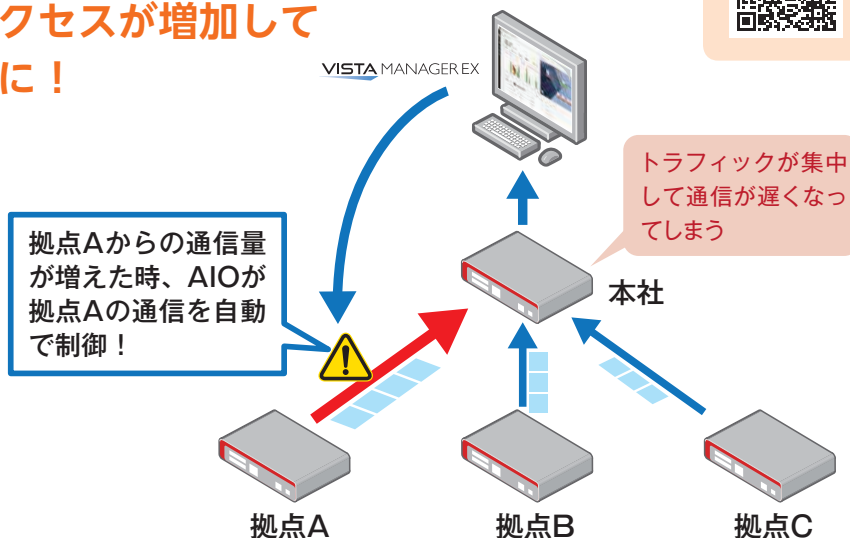 クセスが増加して
に！
VISTA MANAGER EX
トラフィックが集中
して通信が遅くなっ
てしまう
拠点Aからの通信量
が増えた時、AIOが
拠点Aの通信を自動
で制御！
本社
拠点A
拠点B
拠点C